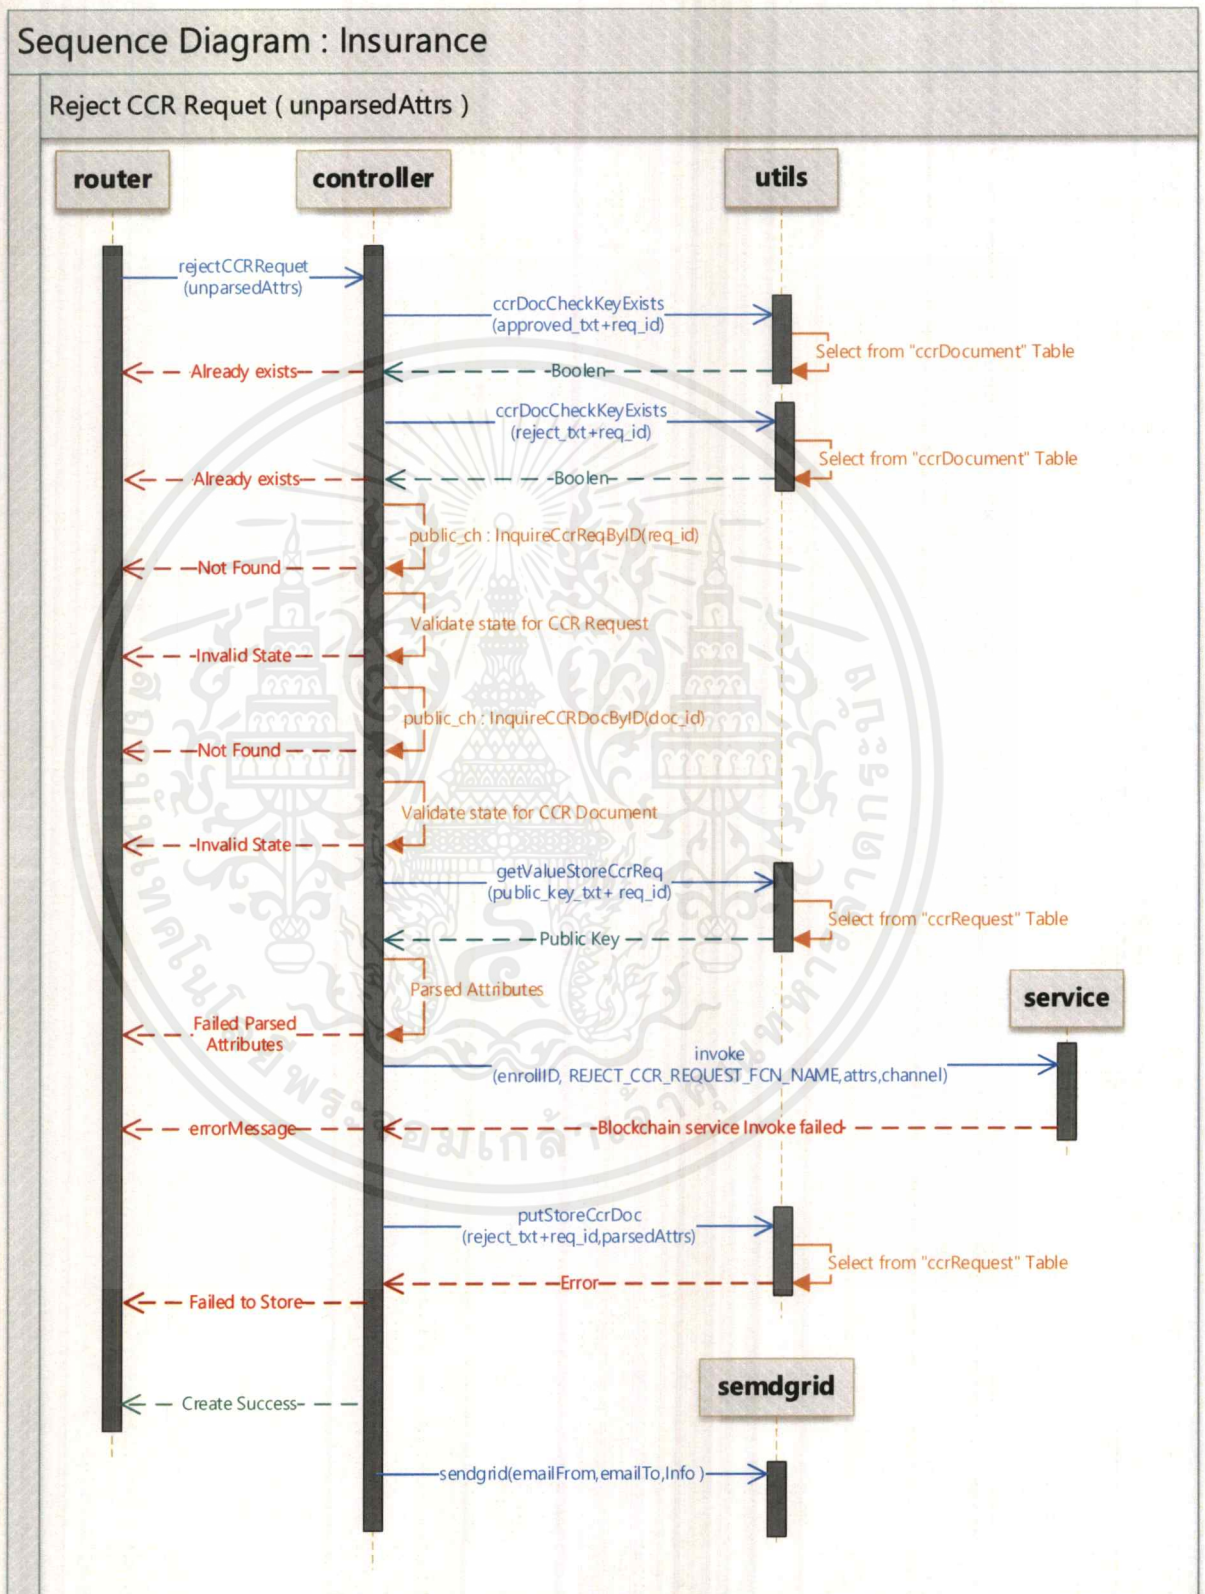 Sequence Diagram : Insurance
Reject CCR Requet ( unparsedAttrs )
router
controller
utils
rejectCCRRequet
(unparsedAttrs)
ccrDocCheckKeyExists
(approved_txt+req_id)
Select from "ccrDocument" Table
Already exists
Boolen
ccrDocCheckKeyExists
(reject_txt+req_id)
Select from "ccrDocument" Table
Already exists
Boolen
public_ch : InquireCcrReqByID(req_id)
Not Found
Validate state for CCR Request
Invalid State
public_ch : InquireCCRDocByID(doc_id)
Not Found
Validate state for CCR Document
Invalid State
getValueStoreCcrReq
(public_key_txt+ req_id)
Select from "ccrRequest" Table
Public Key
Parsed Attributes
service
Failed Parsed
Attributes
invoke
(enrollID, REJECT_CCR_REQUEST_FCN_NAME,attrs,channel)
errorMessage
Blockchain service Invoke failed
putStoreCcrDoc
(reject_txt+req_id,parsedAttrs)
Select from "ccrRequest" Table
Error
Failed to Store
semdgrid
Create Success
sendgrid(emailFrom,emailTo,Info )